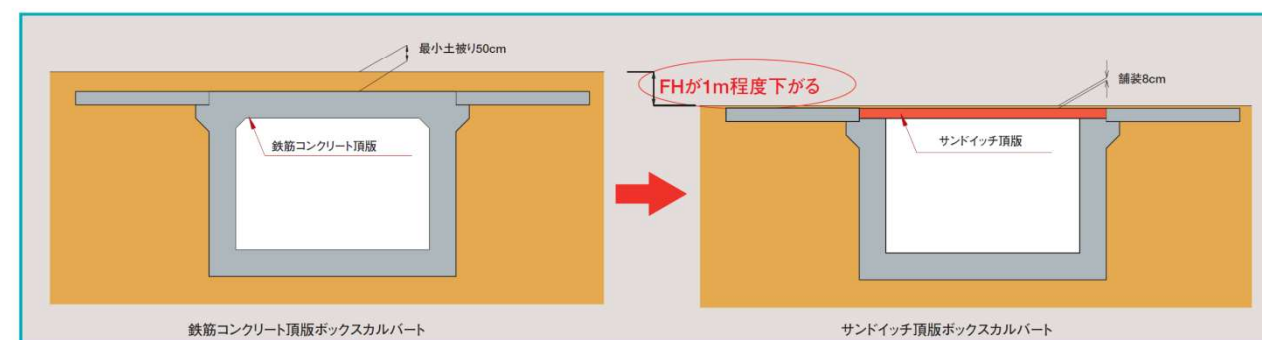 最小土被り50cm
鉄筋コンクリート頂版
鉄筋コンクリート頂版ボックスカルバート
FHが1m程度下がる
舗装8cm
サンドイッチ頂版
サンドイッチ頂版ボックスカルバート